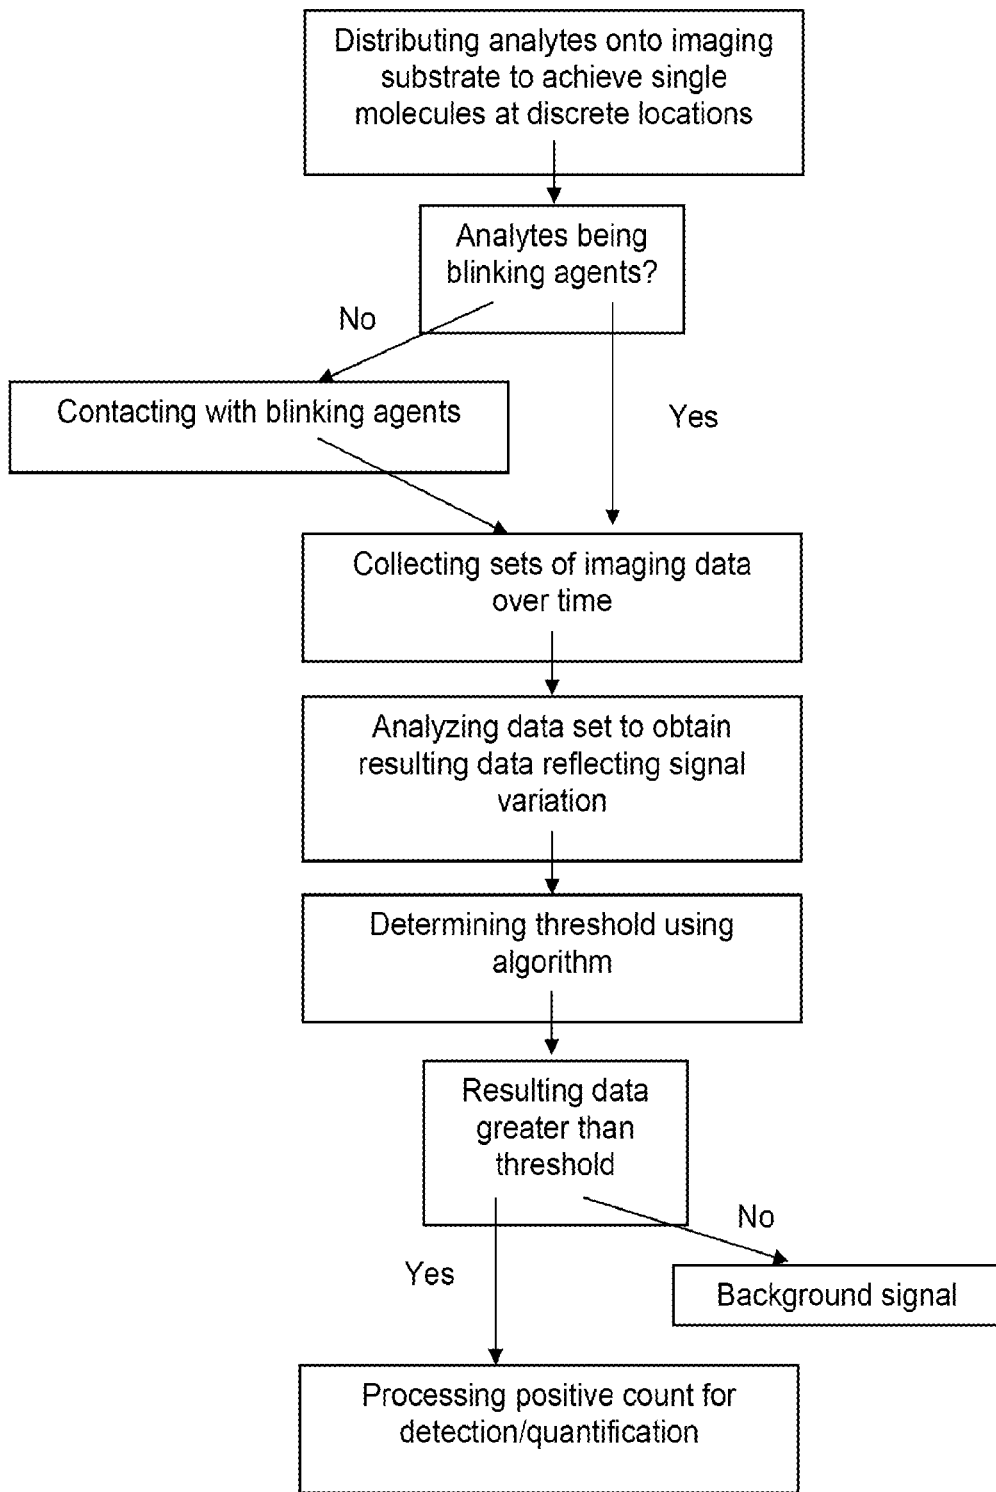 Distributing analytes onto imaging
substrate to achieve single
molecules at discrete locations
Analytes being
blinking agents?
No
Contacting with blinking agents
Yes
Collecting sets of imaging data
over time
Analyzing data set to obtain
resulting data reflecting signal
variation
Determining threshold using
algorithm
Resulting data
greater than
threshold
No
Yes
Background signal
Processing positive count for
detection/quantification